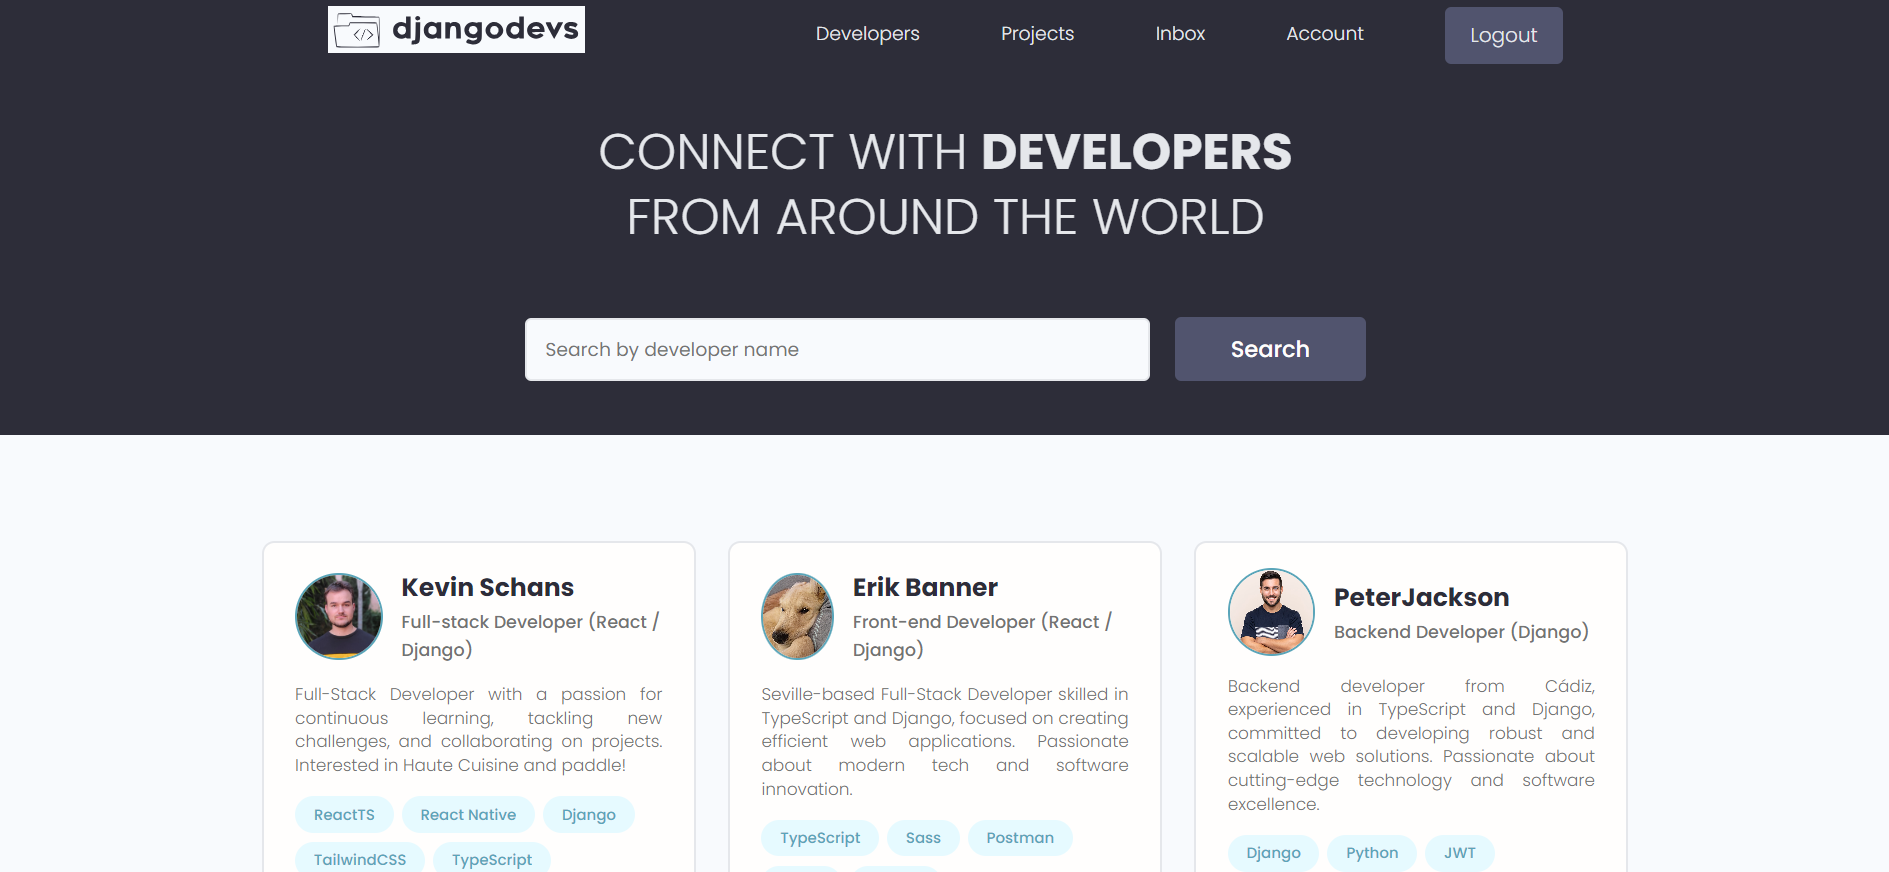 </> djangodevs
Developers
Projects
Inbox
Account
Logout
CONNECT WITH DEVELOPERS
FROM AROUND THE WORLD
Search by developer name
Search
Kevin Schans
Full-stack Developer (React /
Django)
Full-Stack Developer with a passion for
continuous learning, tackling new
challenges, and collaborating on projects.
Interested in Haute Cuisine and paddle!
ReactTS
React Native
Django
TailwindCSS
TypeScript
Erik Banner
Front-end Developer (React /
Django)
Seville-based Full-Stack Developer skilled in
TypeScript and Django, focused on creating
efficient web applications. Passionate
about modern tech and software
innovation.
TypeScript
Sass
Postman
PeterJackson
Backend Developer (Django)
Backend developer from Cádiz,
experienced in TypeScript and Django,
committed to developing robust and
scalable web solutions. Passionate about
cutting-edge technology and software
excellence.
Django
Python
JWT